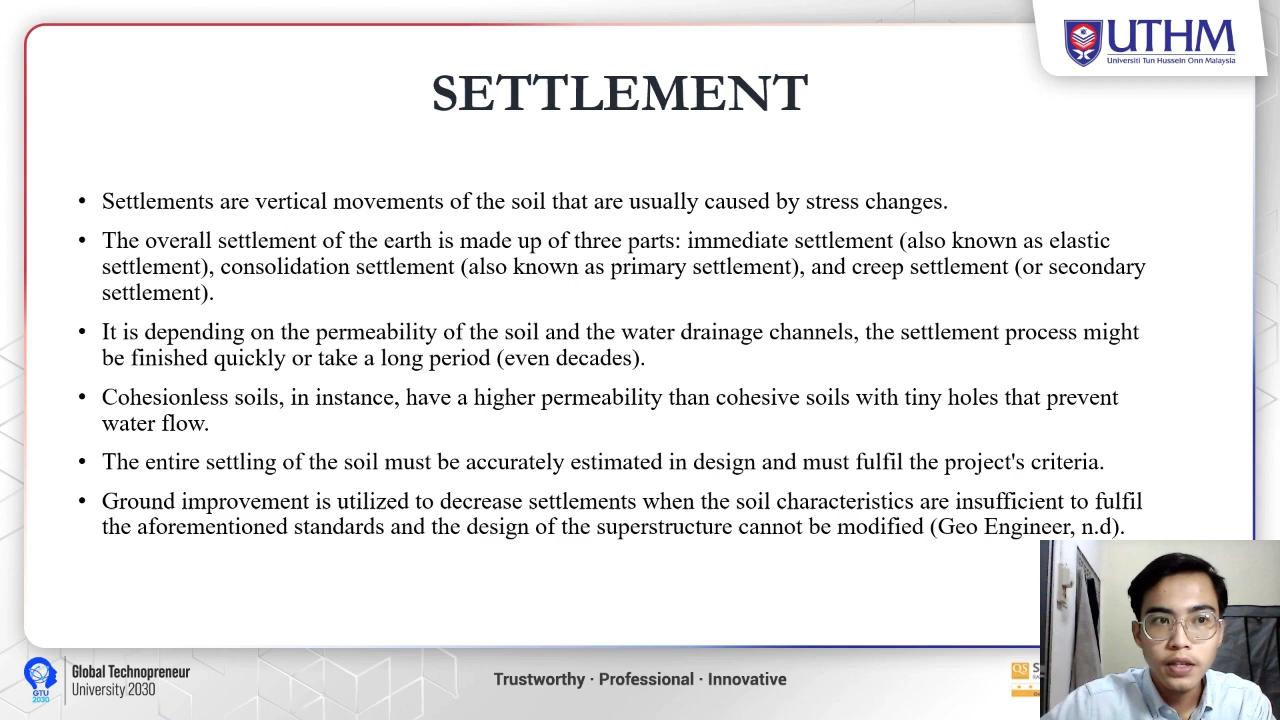 UTHM
Universiti Tun Hussein Onn Malaysia
SETTLEMENT
• Settlements are vertical movements of the soil that are usually caused by stress changes.
• The overall settlement of the earth is made up of three parts: immediate settlement (also known as elastic
settlement), consolidation settlement (also known as primary settlement), and creep settlement (or secondary
settlement).
• It is depending on the permeability of the soil and the water drainage channels, the settlement process might
be finished quickly or take a long period (even decades).
• Cohesionless soils, in instance, have a higher permeability than cohesive soils with tiny holes that prevent
water flow.
• The entire settling of the soil must be accurately estimated in design and must fulfil the project's criteria.
• Ground improvement is utilized to decrease settlements when the soil characteristics are insufficient to fulfil
the aforementioned standards and the design of the superstructure cannot be modified (Geo Engineer, n.d).
GTU
2030
Global Technopreneur
University 2030
Trustworthy · Professional · Innovative
QS